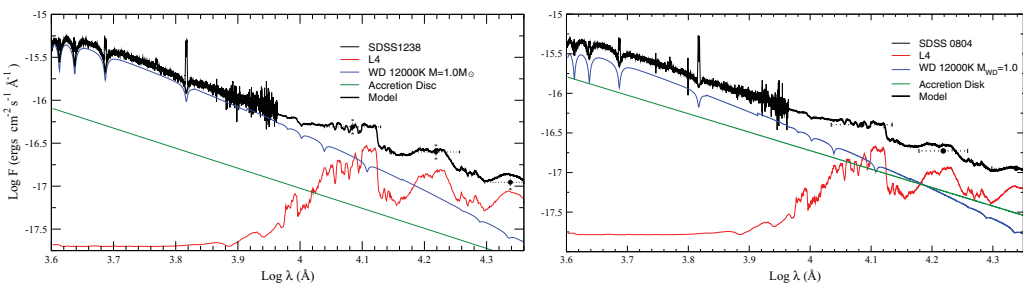 -15
-15.5
-16
-16.5
-17
-17.5
Log F (ergs cm⁻² s⁻¹ Å⁻¹)
SDSS1238
L4
WD 12000K M=1.0M☉
Accretion Disc
Model
3.6 3.7 3.8 3.9 4 4.1 4.2 4.3
Log λ (Å)
-15
-15.5
-16
-16.5
-17
-17.5
SDSS 0804
L4
WD 12000K M_WD=1.0
Accretion Disk
Model
3.6 3.7 3.8 3.9 4 4.1 4.2 4.3
Log λ (Å)